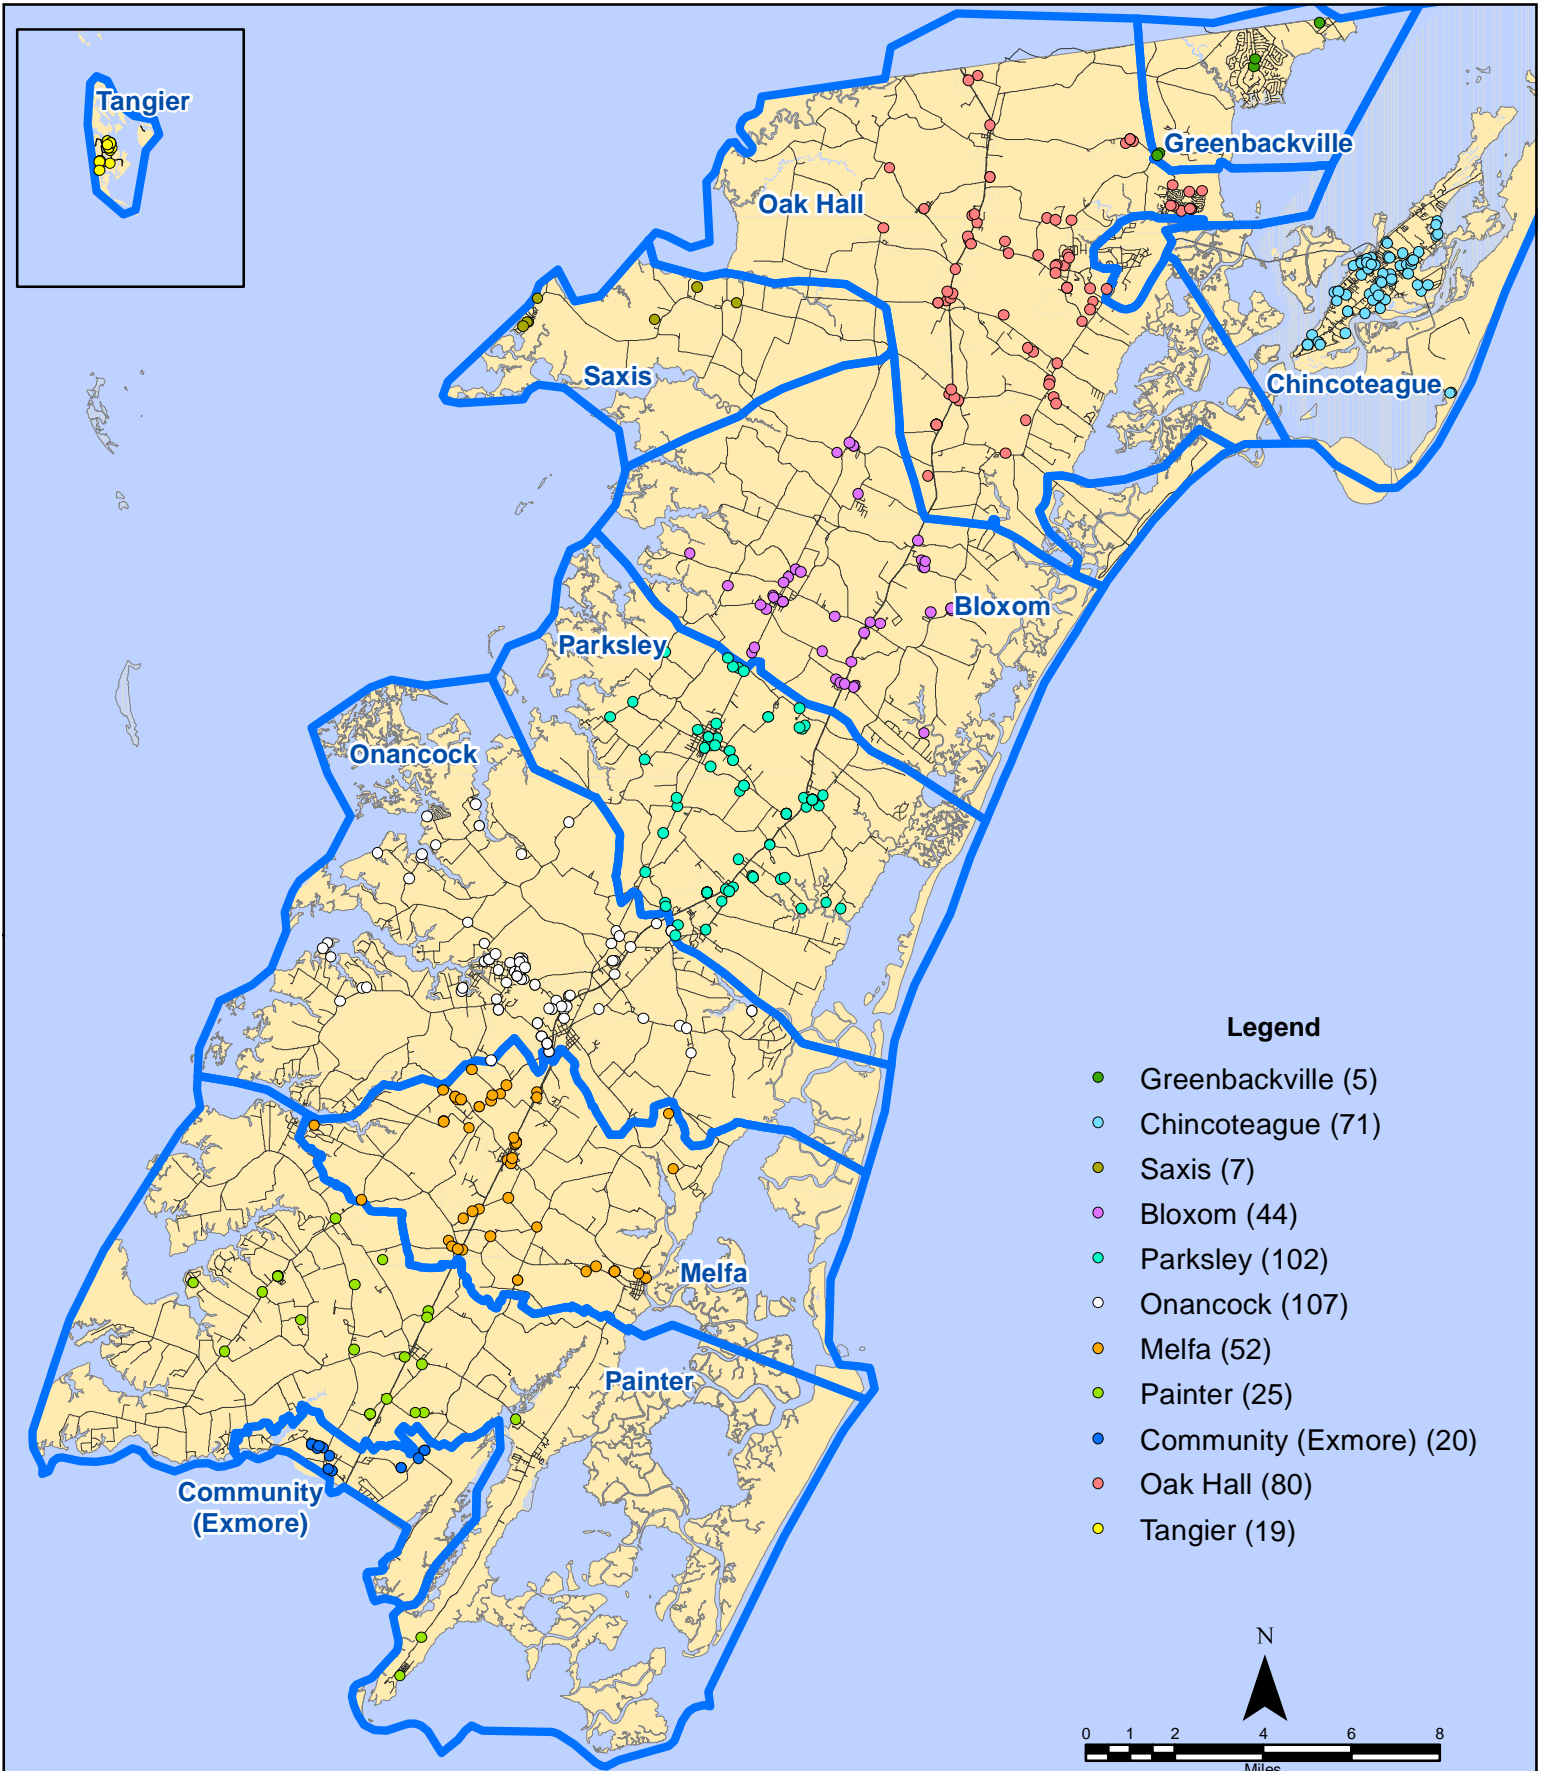 Tangier
Greenbackville
Oak Hall
Saxis
Chincoteague
Bloxom
Parksley
Onancock
Melfa
Painter
Community
(Exmore)
Legend
Greenbackville (5)
Chincoteague (71)
Saxis (7)
Bloxom (44)
Parksley (102)
Onancock (107)
Melfa (52)
Painter (25)
Community (Exmore) (20)
Oak Hall (80)
Tangier (19)
N
0 1 2 4 6 8
Miles